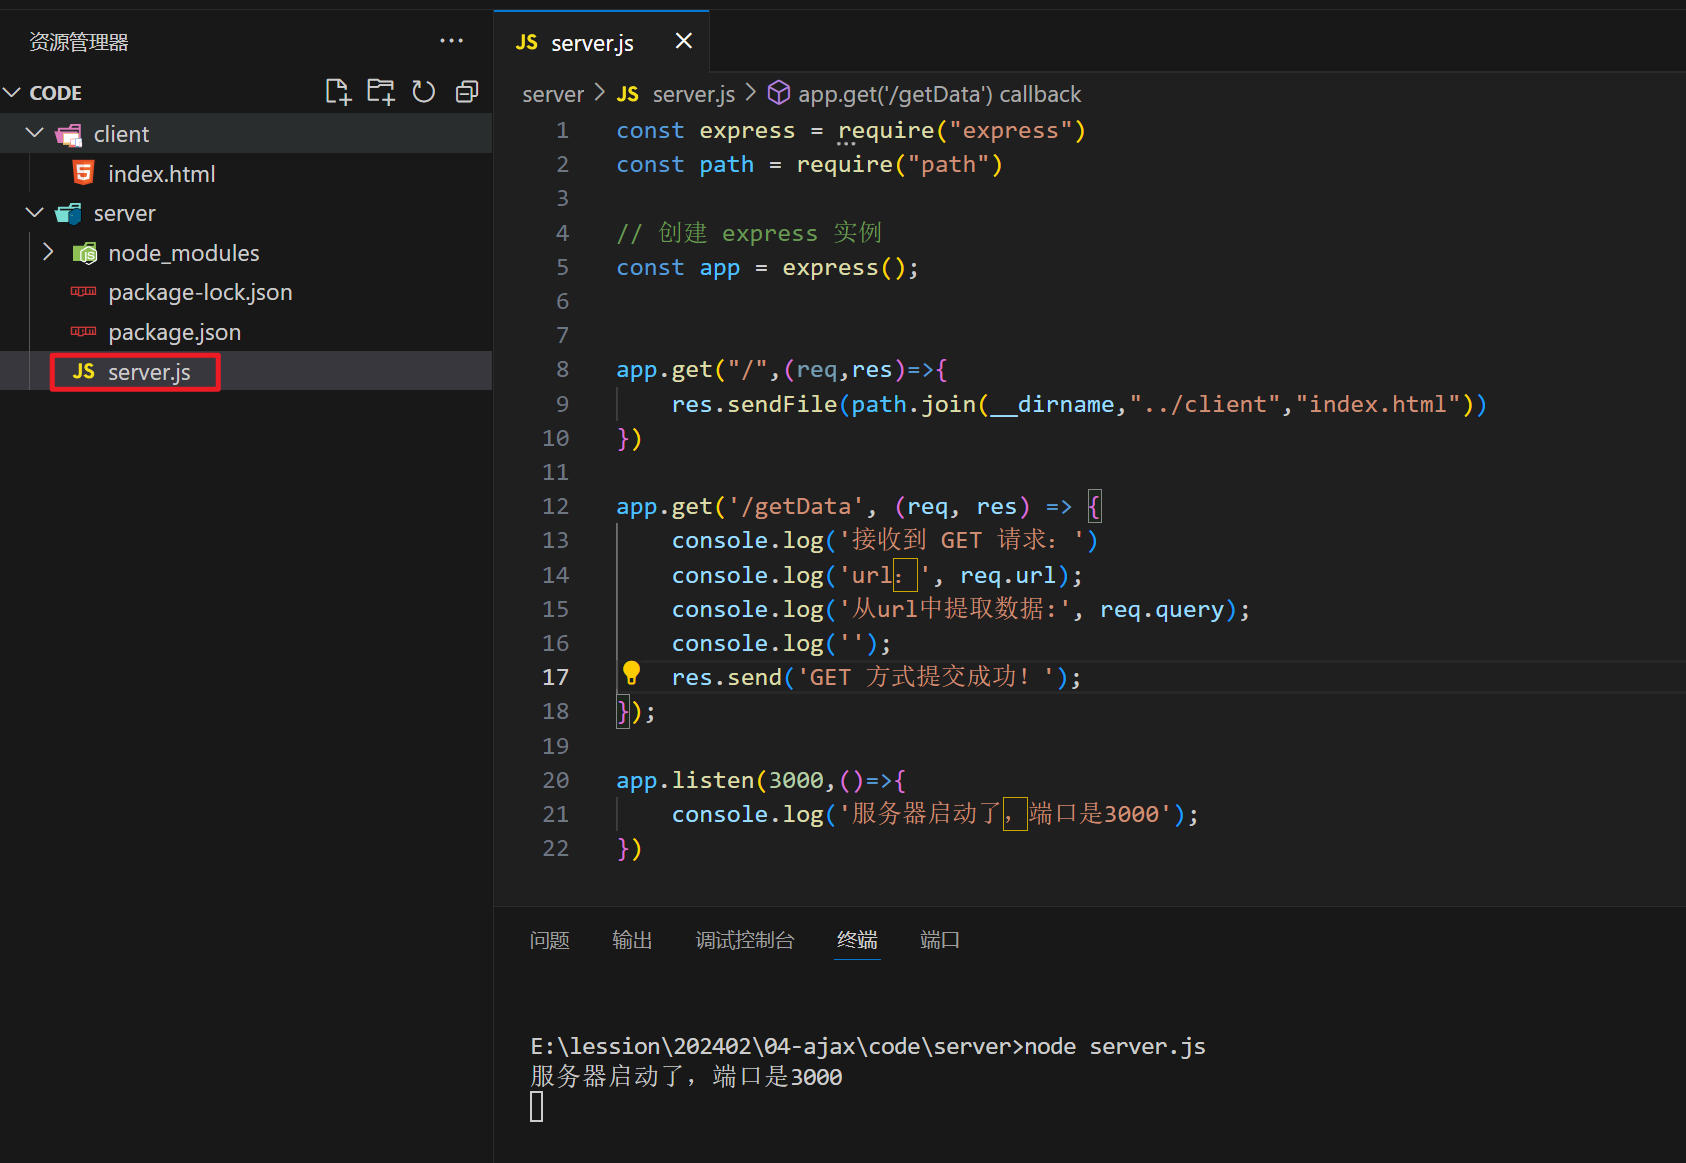 资源管理器
CODE
client
index.html
server
node_modules
package-lock.json
package.json
JS server.js
JS server.js
server > JS server.js > app.get('/getData') callback
1 const express = require("express")
2 const path = require("path")
3
4 // 创建 express 实例
5 const app = express();
6
7
8 app.get("/",(req,res)=>{
9 res.sendFile(path.join(__dirname,"../client","index.html"))
10 })
11
12 app.get('/getData', (req, res) => {
13 console.log('接收到 GET 请求：')
14 console.log('url：', req.url);
15 console.log('从url中提取数据:', req.query);
16 console.log('');
17 res.send('GET 方式提交成功！');
18 });
19
20 app.listen(3000,()=>{
21 console.log('服务器启动了，端口是3000');
22 })
问题 输出 调试控制台 终端 端口
E:\lession\202402\04-ajax\code\server>node server.js
服务器启动了，端口是3000